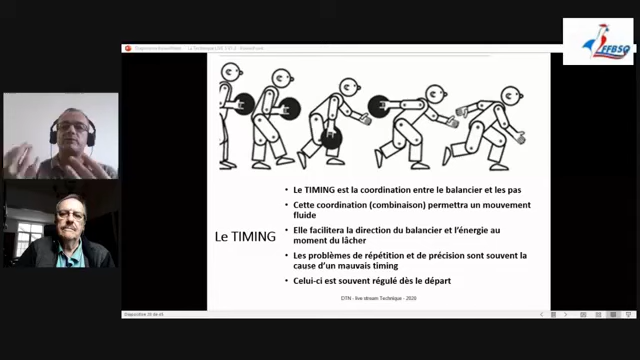 FFBSQ
• Le TIMING est la coordination entre le balancier et les pas
• Cette coordination (combinaison) permettra un mouvement
fluide
• Elle facilitera la direction du balancier et l'énergie au
moment du lâcher
Le TIMING
• Les problèmes de répétition et de précision sont souvent la
cause d'un mauvais timing
• Celui-ci est souvent régulé dès le départ
DTN - live stream Technique - 2020